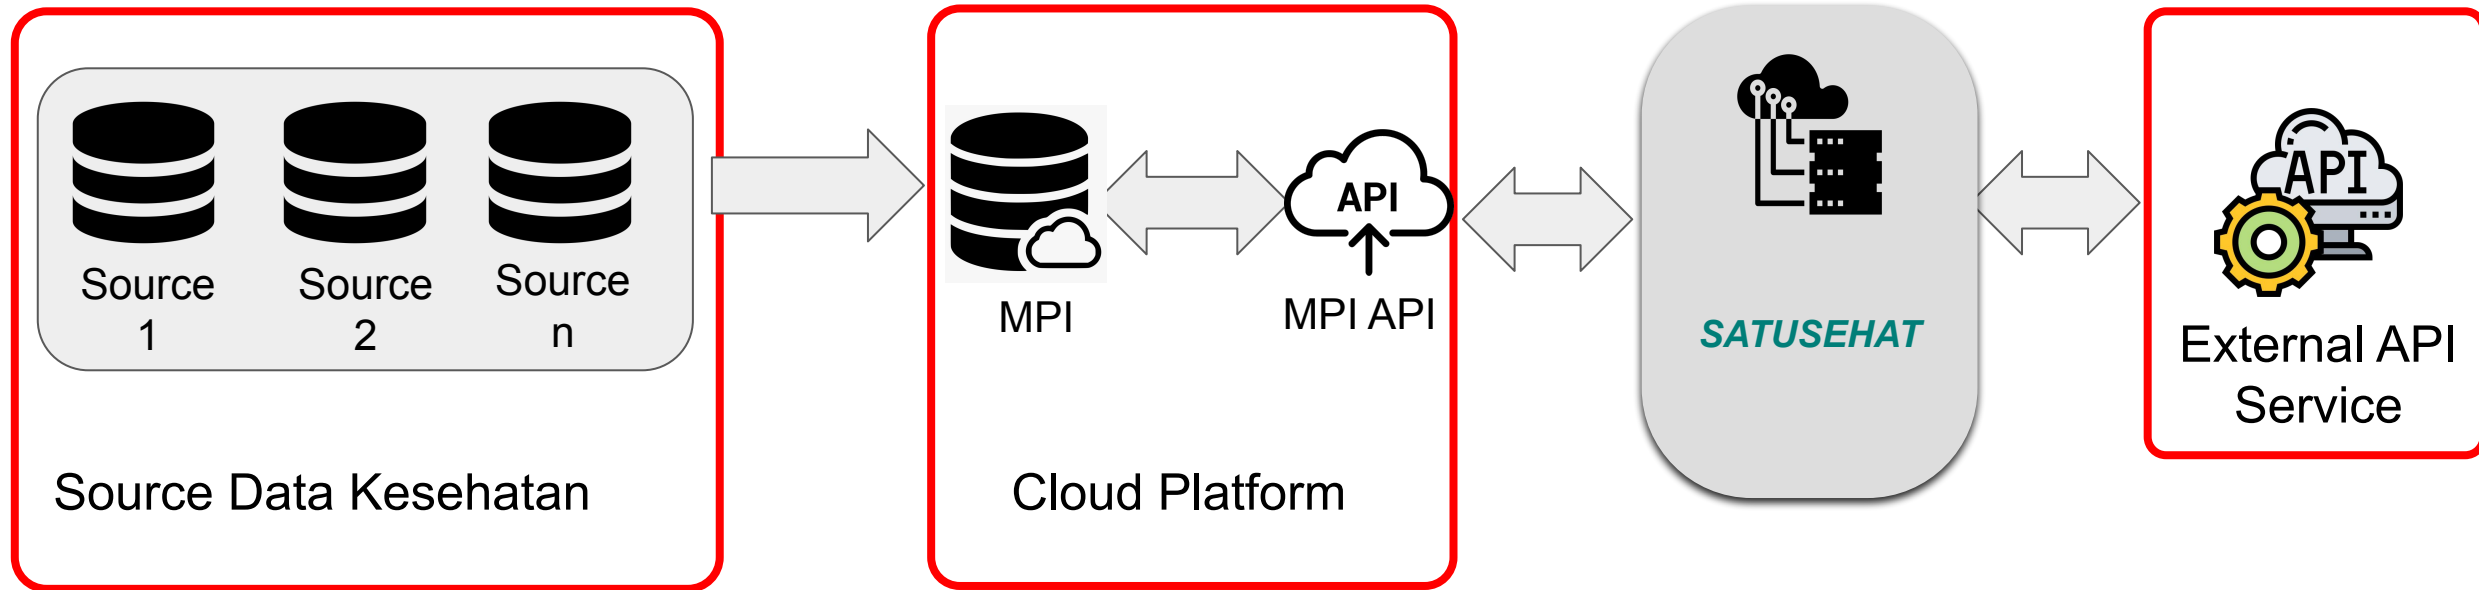 Source
1
Source
2
Source
n
Source Data Kesehatan
MPI
API
MPI API
Cloud Platform
SATUSEHAT
API
External API
Service